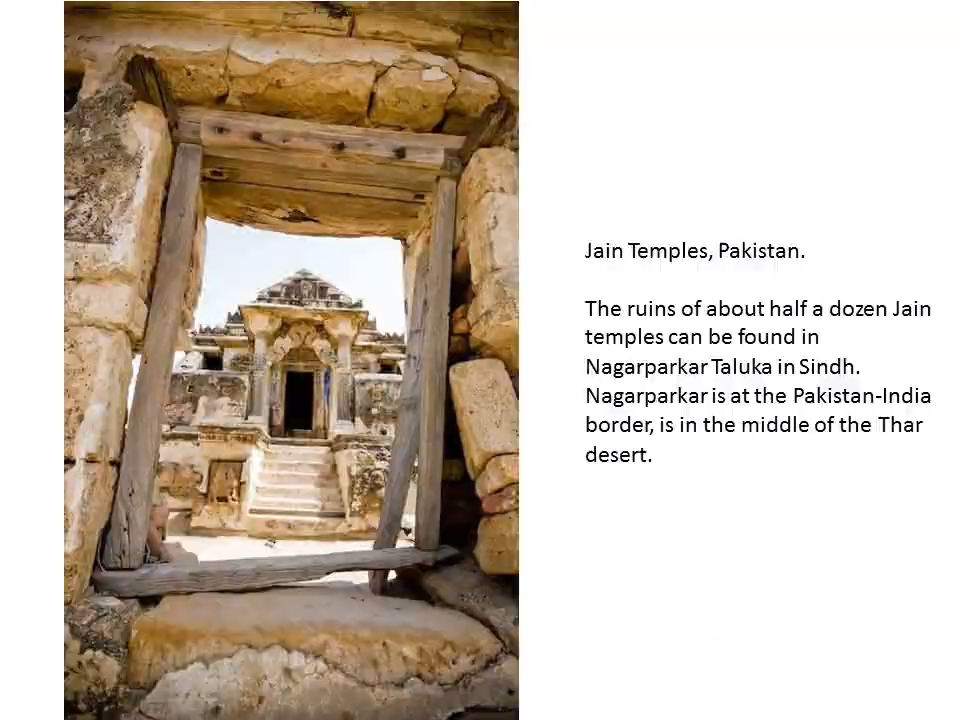 Jain Temples, Pakistan.
The ruins of about half a dozen Jain
temples can be found in
Nagarparkar Taluka in Sindh.
Nagarparkar is at the Pakistan-India
border, is in the middle of the Thar
desert.